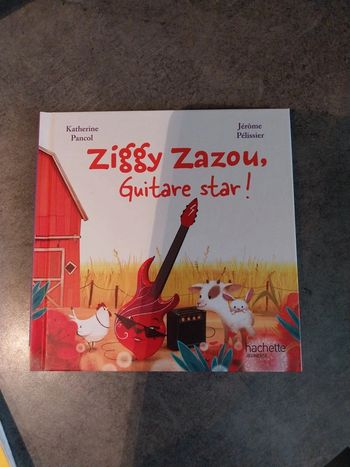 Katherine
Pancol
Jérôme
Pélissier
Ziggy Zazou,
Guitare star !
hachette
JEUNESSE